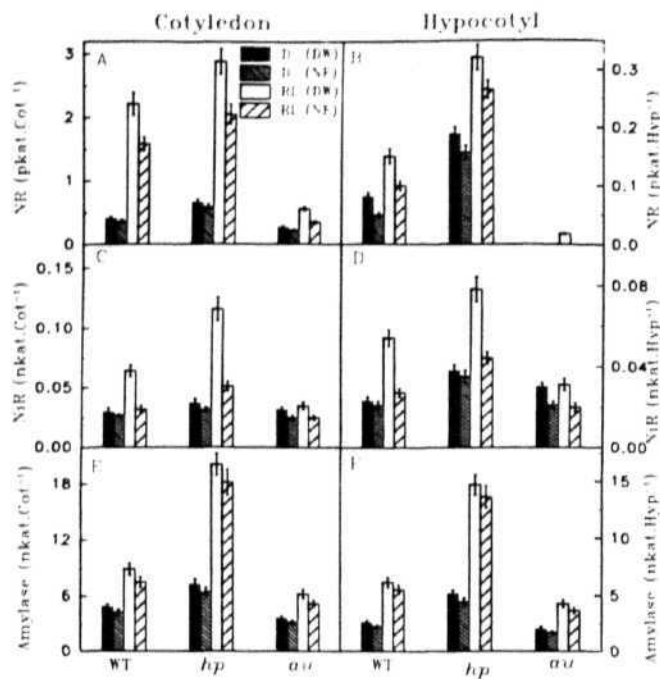 Cotyledon Hypocotyl
A
D (DW)
D (NF)
RL (DW)
RL (NF)
B
NR (pkat.Cot⁻¹)
3
2
1
0
0.3
0.2
0.1
0.0
NR (pkat.Hyp⁻¹)
C
D
NiR (nkat.Cot⁻¹)
0.15
0.10
0.05
0.00
0.08
0.04
0.00
NiR (nkat.Hyp⁻¹)
E
F
Amylase (nkat.Cot⁻¹)
18
12
6
0
15
10
5
0
Amylase (nkat.Hyp⁻¹)
WT hp au WT hp au